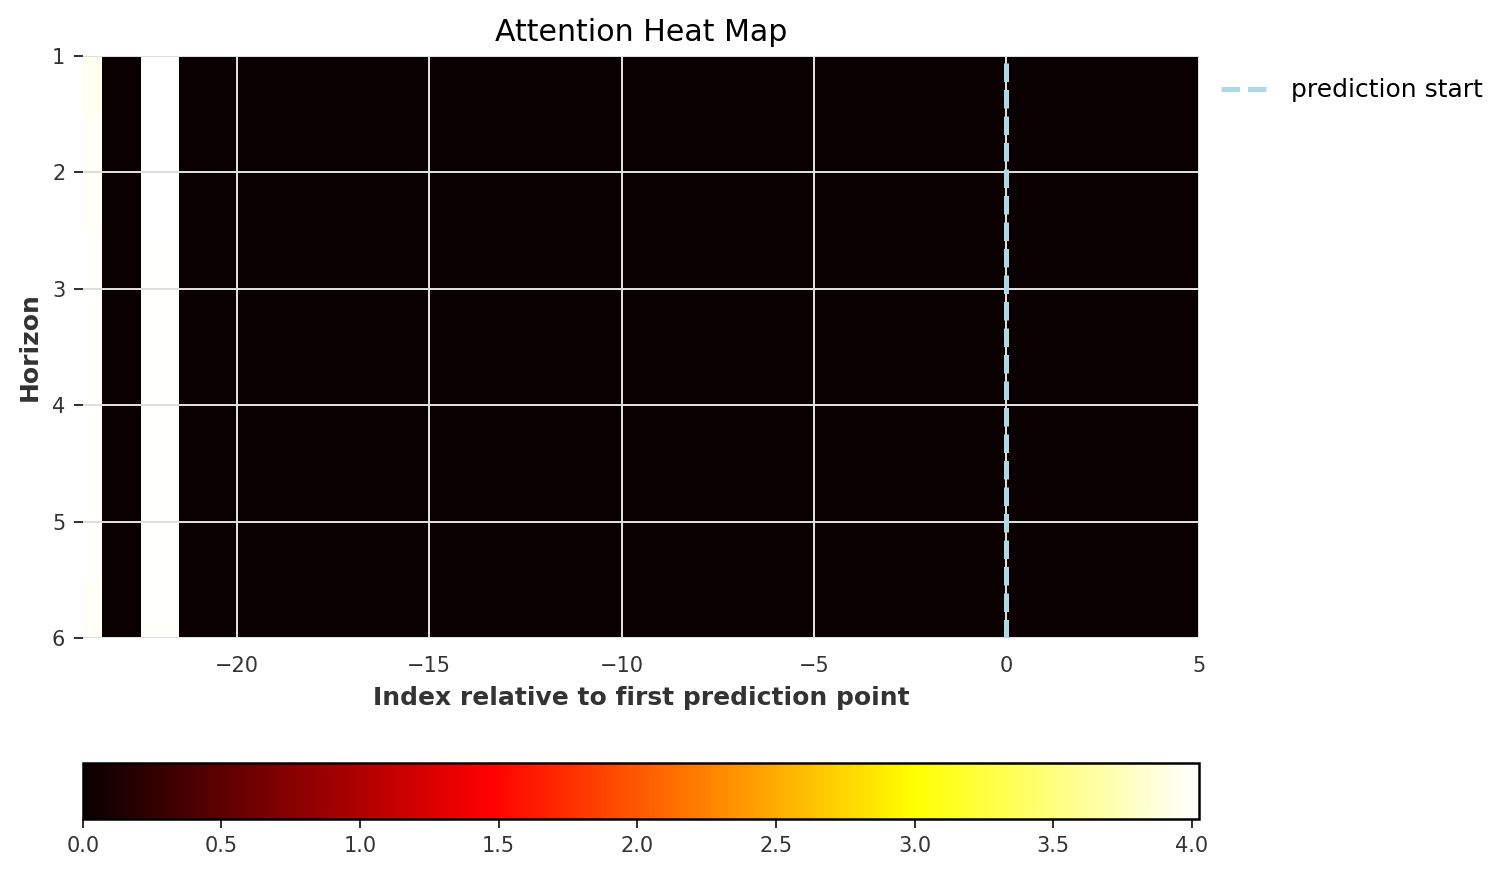 Attention Heat Map
prediction start
Horizon
1
2
3
4
5
6
−20 −15 −10 −5 0 5
Index relative to first prediction point
0.0 0.5 1.0 1.5 2.0 2.5 3.0 3.5 4.0